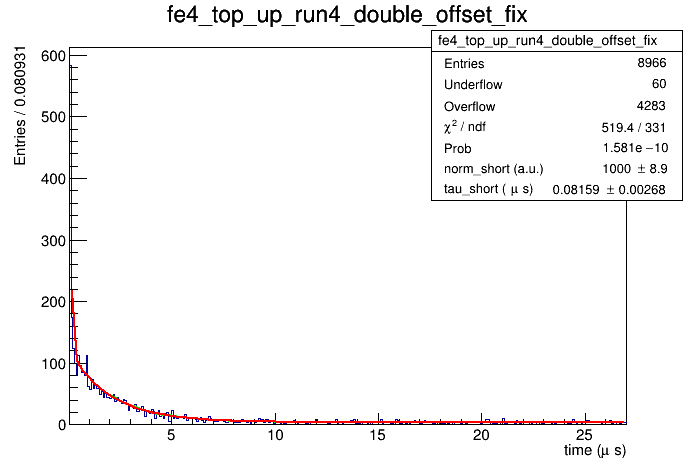 fe4_top_up_run4_double_offset_fix
fe4_top_up_run4_double_offset_fix
Entries 8966
Underflow 60
Overflow 4283
χ² / ndf 519.4 / 331
Prob 1.581e −10
norm_short (a.u.) 1000 ± 8.9
tau_short ( μ s) 0.08159 ± 0.00268
Entries / 0.080931
600
500
400
300
200
100
0
5 10 15 20 25
time (μ s)